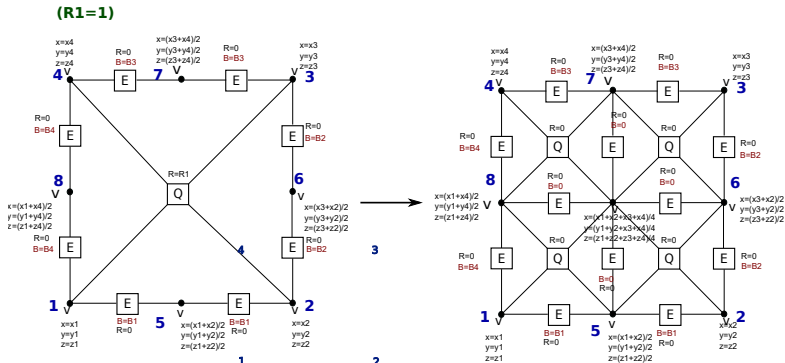 (R1=1)
x=x4
y=y4
z=z4
V
4
R=0
B=B3
E
x=(x3+x4)/2
y=(y3+y4)/2
z=(z3+z4)/2
7
V
R=0
B=B3
E
x=x3
y=y3
z=z3
V
3
R=0
B=B4
E
R=0
B=B2
E
R=R1
Q
8
V
x=(x1+x4)/2
y=(y1+y4)/2
z=(z1+z4)/2
6
V
x=(x3+x2)/2
y=(y3+y2)/2
z=(z3+z2)/2
R=0
B=B4
E
R=0
B=B2
E
4
3
1
V
x=x1
y=y1
z=z1
E
B=B1
R=0
5
V
x=(x1+x2)/2
y=(y1+y2)/2
z=(z1+z2)/2
E
B=B1
R=0
2
V
x=x2
y=y2
z=z2
1
2
x=x4
y=y4
z=z4
V
4
R=0
B=B3
E
x=(x3+x4)/2
y=(y3+y4)/2
z=(z3+z4)/2
7
V
R=0
B=B3
E
x=x3
y=y3
z=z3
V
3
R=0
B=B4
E
R=0
Q
R=0
B=0
E
R=0
Q
R=0
B=B2
E
8
V
x=(x1+x4)/2
y=(y1+y4)/2
z=(z1+z4)/2
R=0
B=0
E
V
x=(x1+x2+x3+x4)/4
y=(y1+y2+y3+y4)/4
z=(z1+z2+z3+z4)/4
R=0
B=0
E
6
V
x=(x3+x2)/2
y=(y3+y2)/2
z=(z3+z2)/2
R=0
B=B4
E
R=0
Q
E
B=0
R=0
R=0
Q
R=0
B=B2
E
1
V
x=x1
y=y1
z=z1
E
B=B1
R=0
5
V
x=(x1+x2)/2
y=(y1+y2)/2
z=(z1+z2)/2
E
B=B1
R=0
2
V
x=x2
y=y2
z=z2